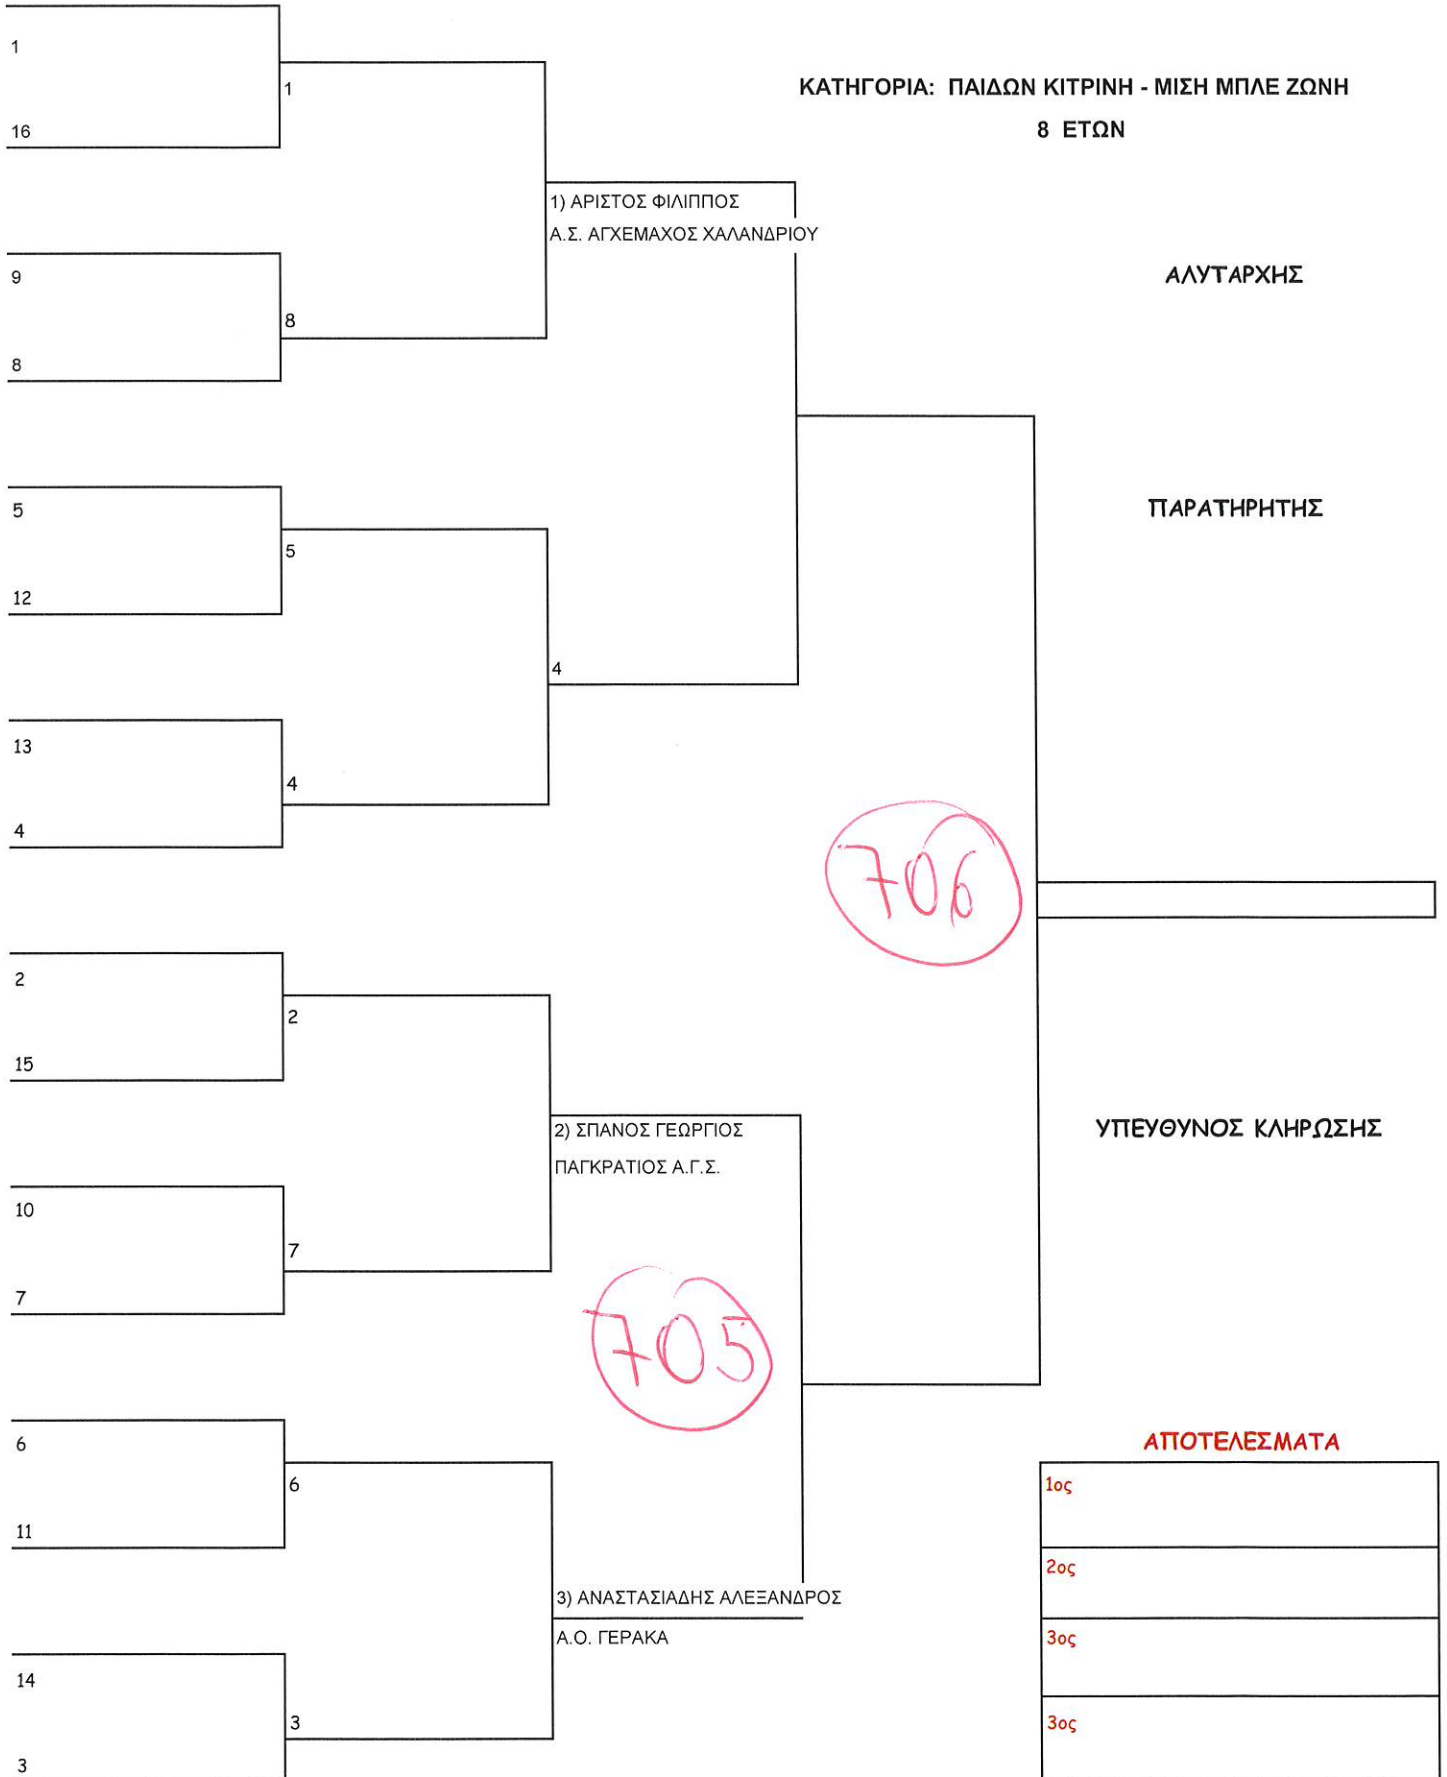 1
1
ΚΑΤΗΓΟΡΙΑ: ΠΑΙΔΩΝ ΚΙΤΡΙΝΗ - ΜΙΣΗ ΜΠΛΕ ΖΩΝΗ
8 ΕΤΩΝ
16
1) ΑΡΙΣΤΟΣ ΦΙΛΙΠΠΟΣ
Α.Σ. ΑΓΧΕΜΑΧΟΣ ΧΑΛΑΝΔΡΙΟΥ
9
ΑΛΥΤΑΡΧΗΣ
8
8
5
ΠΑΡΑΤΗΡΗΤΗΣ
5
12
4
13
4
4
706
2
2
15
2) ΣΠΑΝΟΣ ΓΕΩΡΓΙΟΣ
ΥΠΕΥΘΥΝΟΣ ΚΛΗΡΩΣΗΣ
ΠΑΓΚΡΑΤΙΟΣ Α.Γ.Σ.
10
7
7
705
6
ΑΠΟΤΕΛΕΣΜΑΤΑ
6
1ος
11
2ος
3) ΑΝΑΣΤΑΣΙΑΔΗΣ ΑΛΕΞΑΝΔΡΟΣ
Α.Ο. ΓΕΡΑΚΑ
3ος
14
3
3ος
3